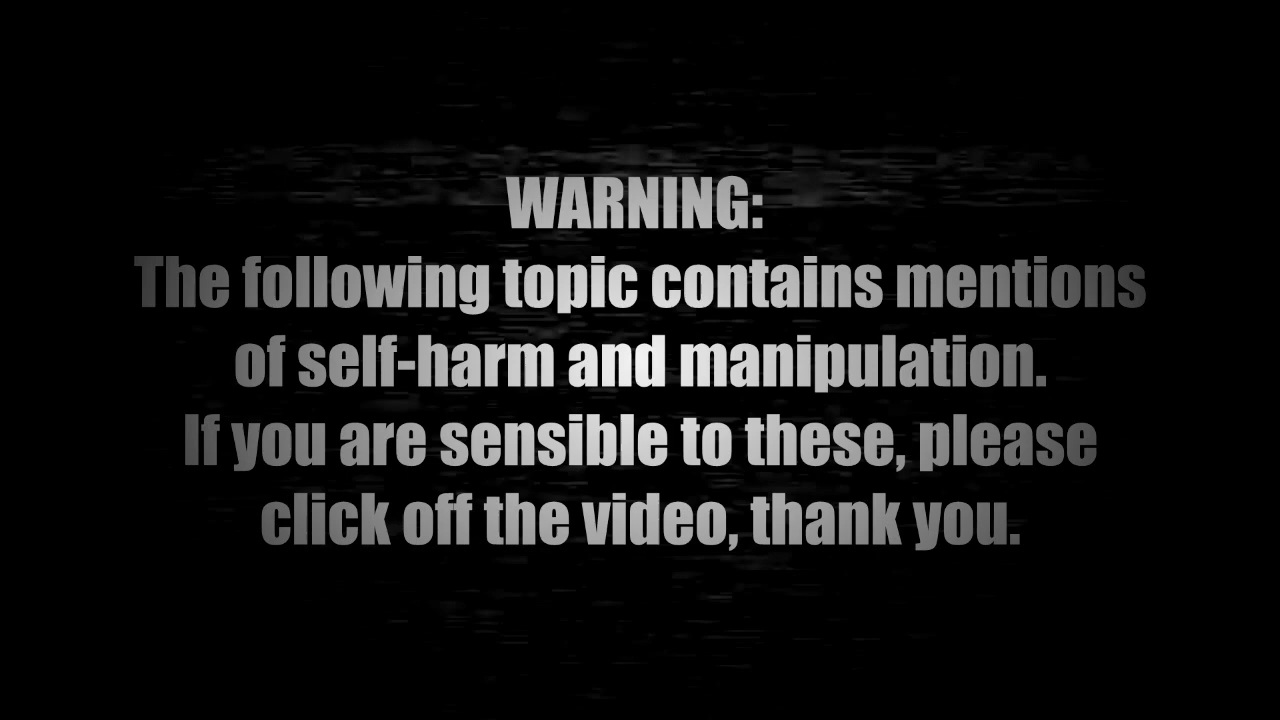 WARNING:
The following topic contains mentions
of self-harm and manipulation.
If you are sensible to these, please
click off the video, thank you.